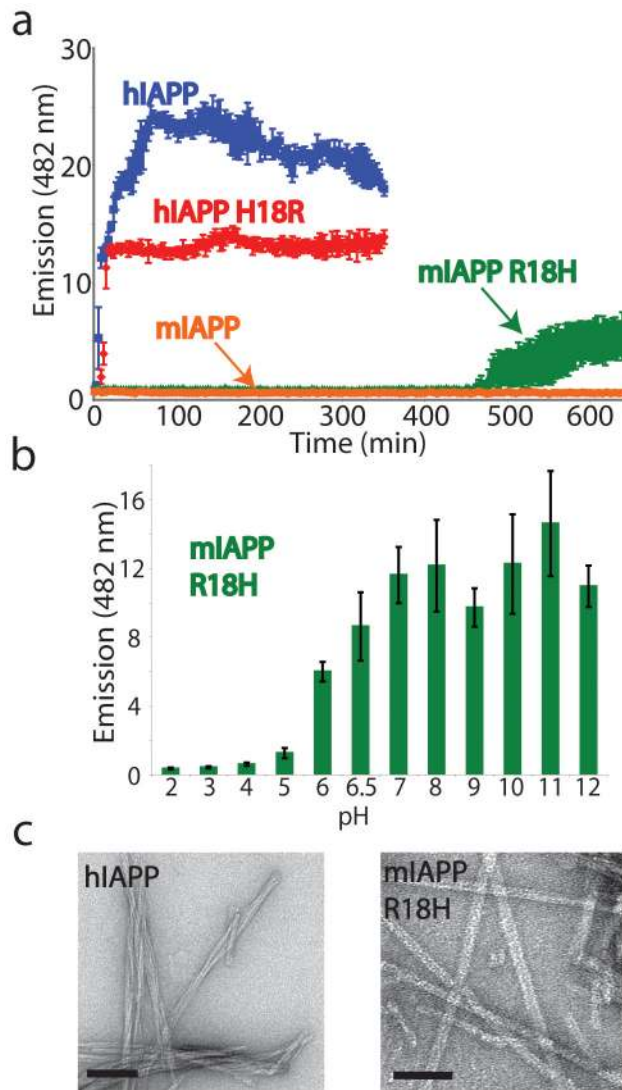 a
30
20
10
0
Emission (482 nm)
hIAPP
hIAPP H18R
mIAPP R18H
mIAPP
0 100 200 300 400 500 600
Time (min)
b
16
12
8
4
0
Emission (482 nm)
mIAPP
R18H
2 3 4 5 6 6.5 7 8 9 10 11 12
pH
c
hIAPP
mIAPP
R18H